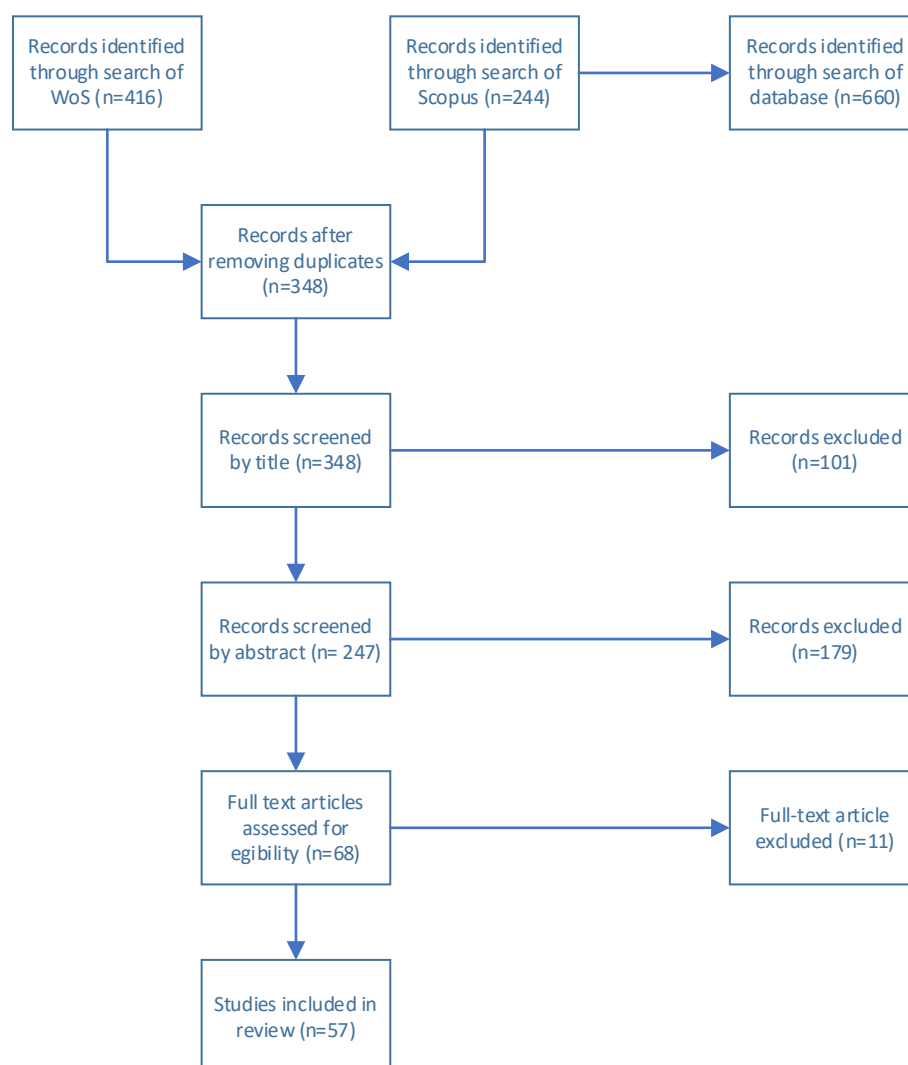 Records identified
through search of
WoS (n=416)
Records identified
through search of
Scopus (n=244)
Records identified
through search of
database (n=660)
Records after
removing duplicates
(n=348)
Records screened
by title (n=348)
Records excluded
(n=101)
Records screened
by abstract (n= 247)
Records excluded
(n=179)
Full text articles
assessed for
egibility (n=68)
Full-text article
excluded (n=11)
Studies included in
review (n=57)